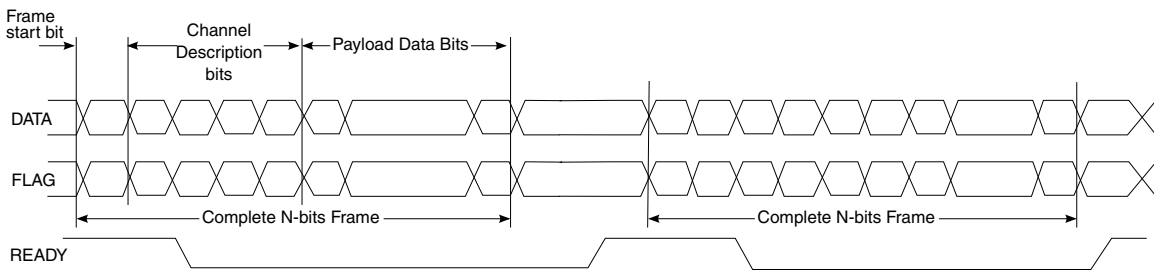 Frame
start bit
Channel
Description
bits
Payload Data Bits
DATA
FLAG
Complete N-bits Frame
Complete N-bits Frame
READY